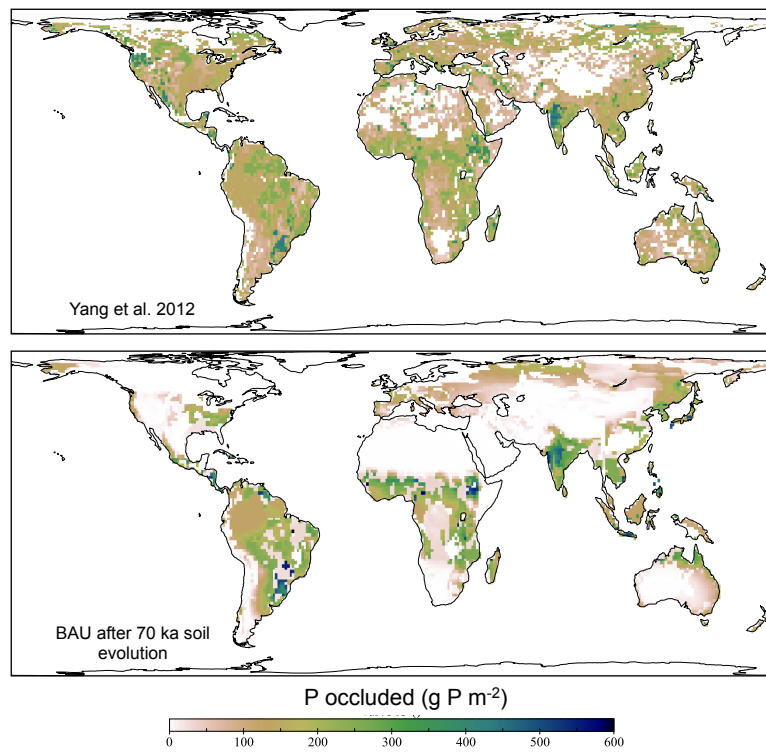 Yang et al. 2012
BAU after 70 ka soil
evolution
P occluded (g P m-2)
0 100 200 300 400 500 600